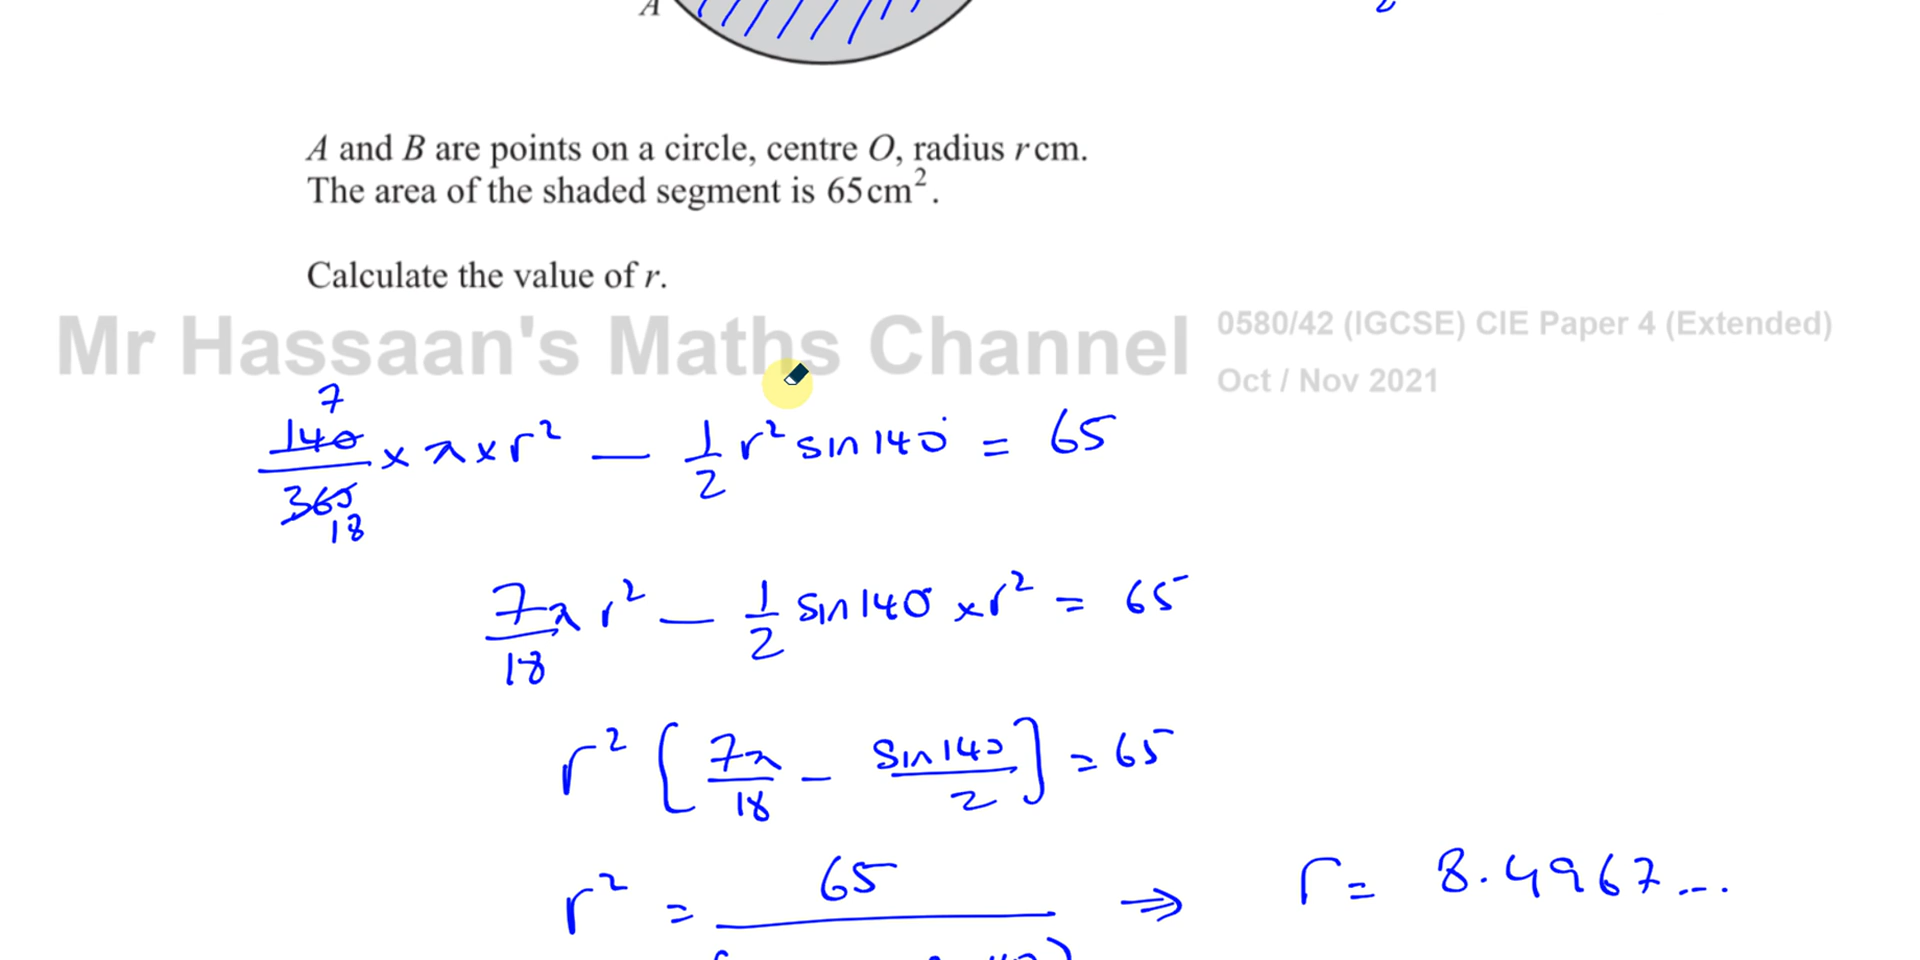 A
A and B are points on a circle, centre O, radius r cm.
The area of the shaded segment is 65 cm².
Calculate the value of r.
Mr Hassaan's Maths Channel
0580/42 (IGCSE) CIE Paper 4 (Extended)
Oct / Nov 2021
7
140/360 × π × r² − 1/2 r² sin 140 = 65
18
7π/18 r² − 1/2 sin 140 × r² = 65
r² [7π/18 − sin 140/2] = 65
r² = 65/ ⇒ r = 8.4967...